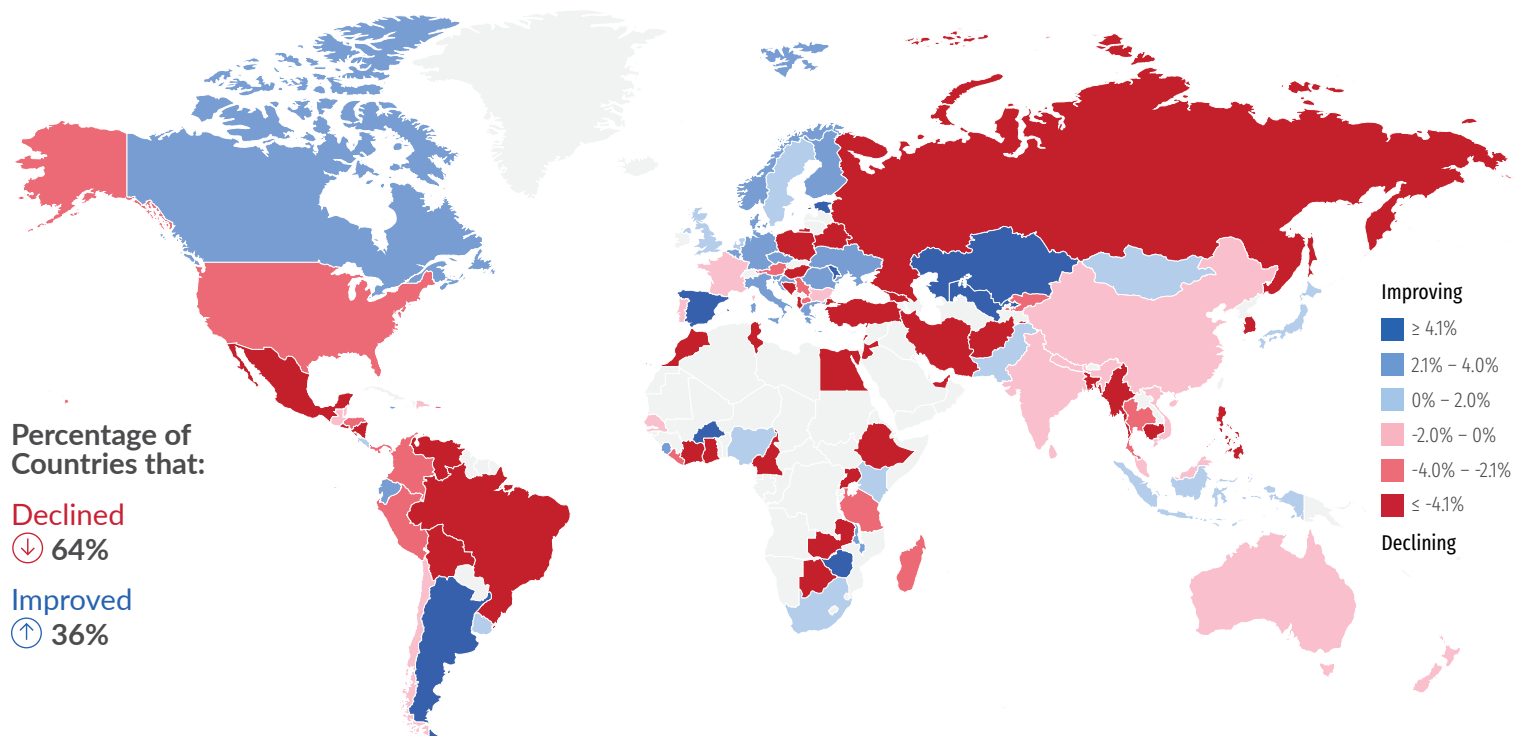 Percentage of
Countries that:
Declined
64%
Improved
36%
Improving
≥ 4.1%
2.1% – 4.0%
0% – 2.0%
-2.0% – 0%
-4.0% – -2.1%
≤ -4.1%
Declining